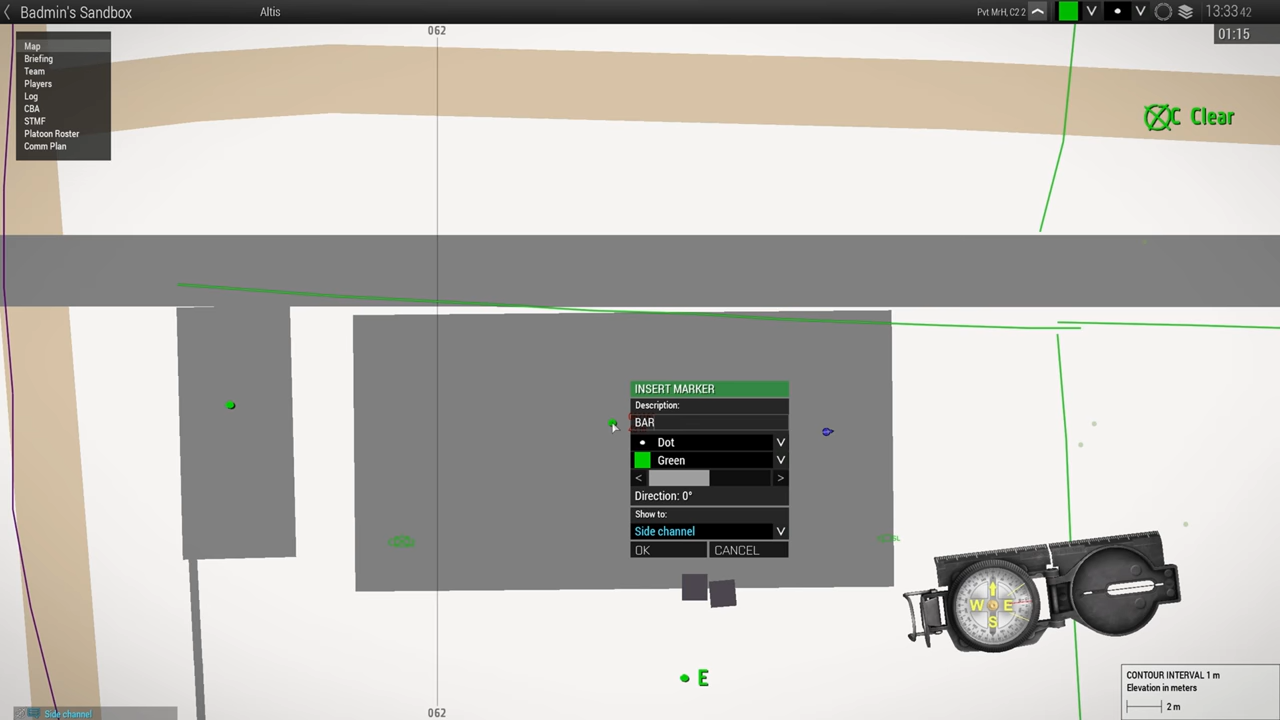 Badmin's Sandbox
Altis
Pvt MrH, C2 2
13:33 42
01:15
062
Map
Briefing
Team
Players
Log
CBA
STMF
Platoon Roster
Comm Plan
C Clear
INSERT MARKER
Description:
BAR
Dot
Green
< >
Direction: 0°
Show to:
Side channel
OK CANCEL
W E
S
E
CONTOUR INTERVAL 1 m
Elevation in meters
2 m
062
Side channel